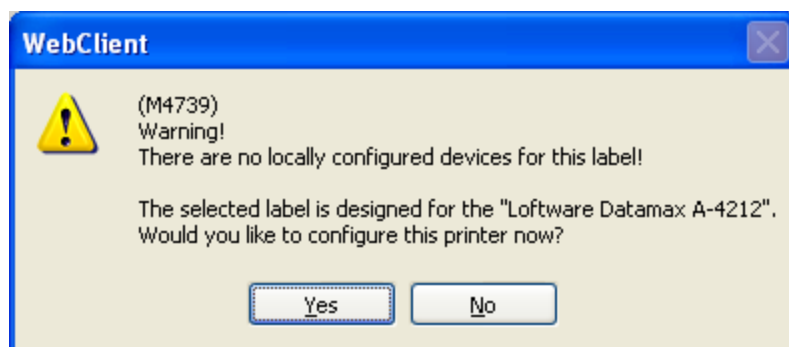 WebClient
(M4739)
Warning!
There are no locally configured devices for this label!
The selected label is designed for the "Loftware Datamax A-4212".
Would you like to configure this printer now?
Yes
No